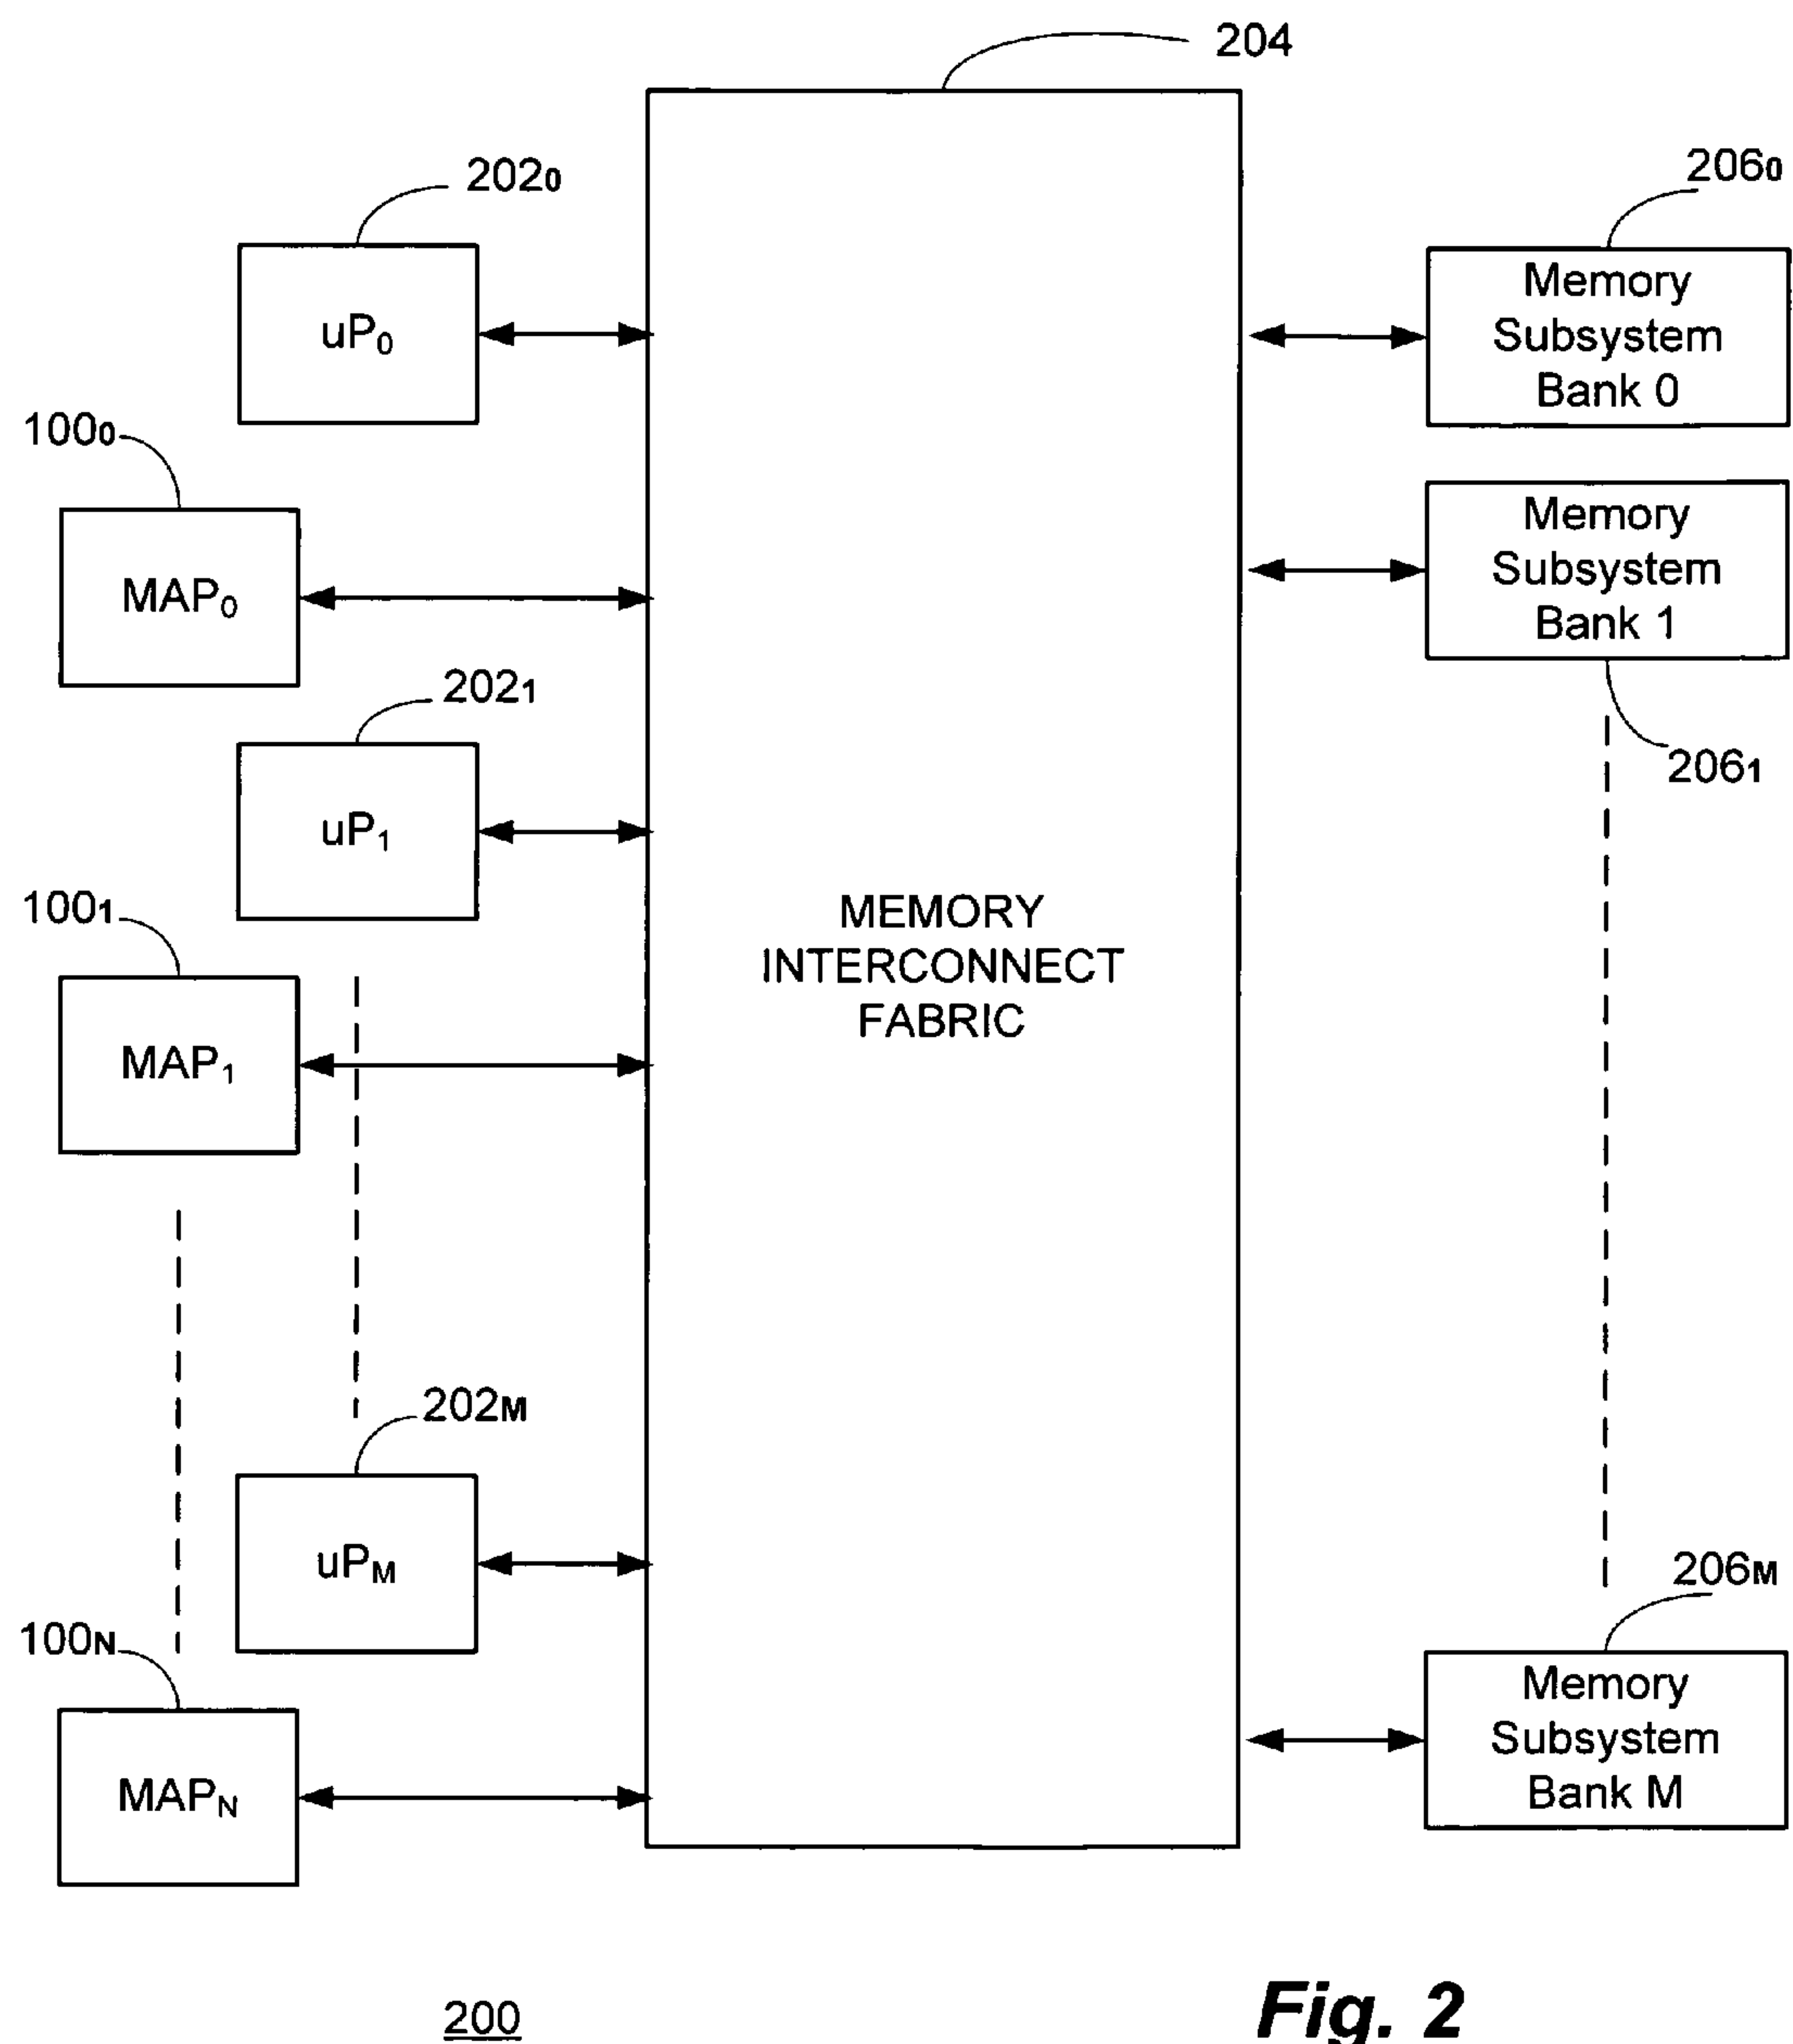 204
202₀
206₀
uP₀
Memory
Subsystem
Bank 0
100₀
MAP₀
Memory
Subsystem
Bank 1
202₁
206₁
uP₁
100₁
MAP₁
MEMORY
INTERCONNECT
FABRIC
202M
uPM
206M
100N
MAPN
Memory
Subsystem
Bank M
200
Fig. 2